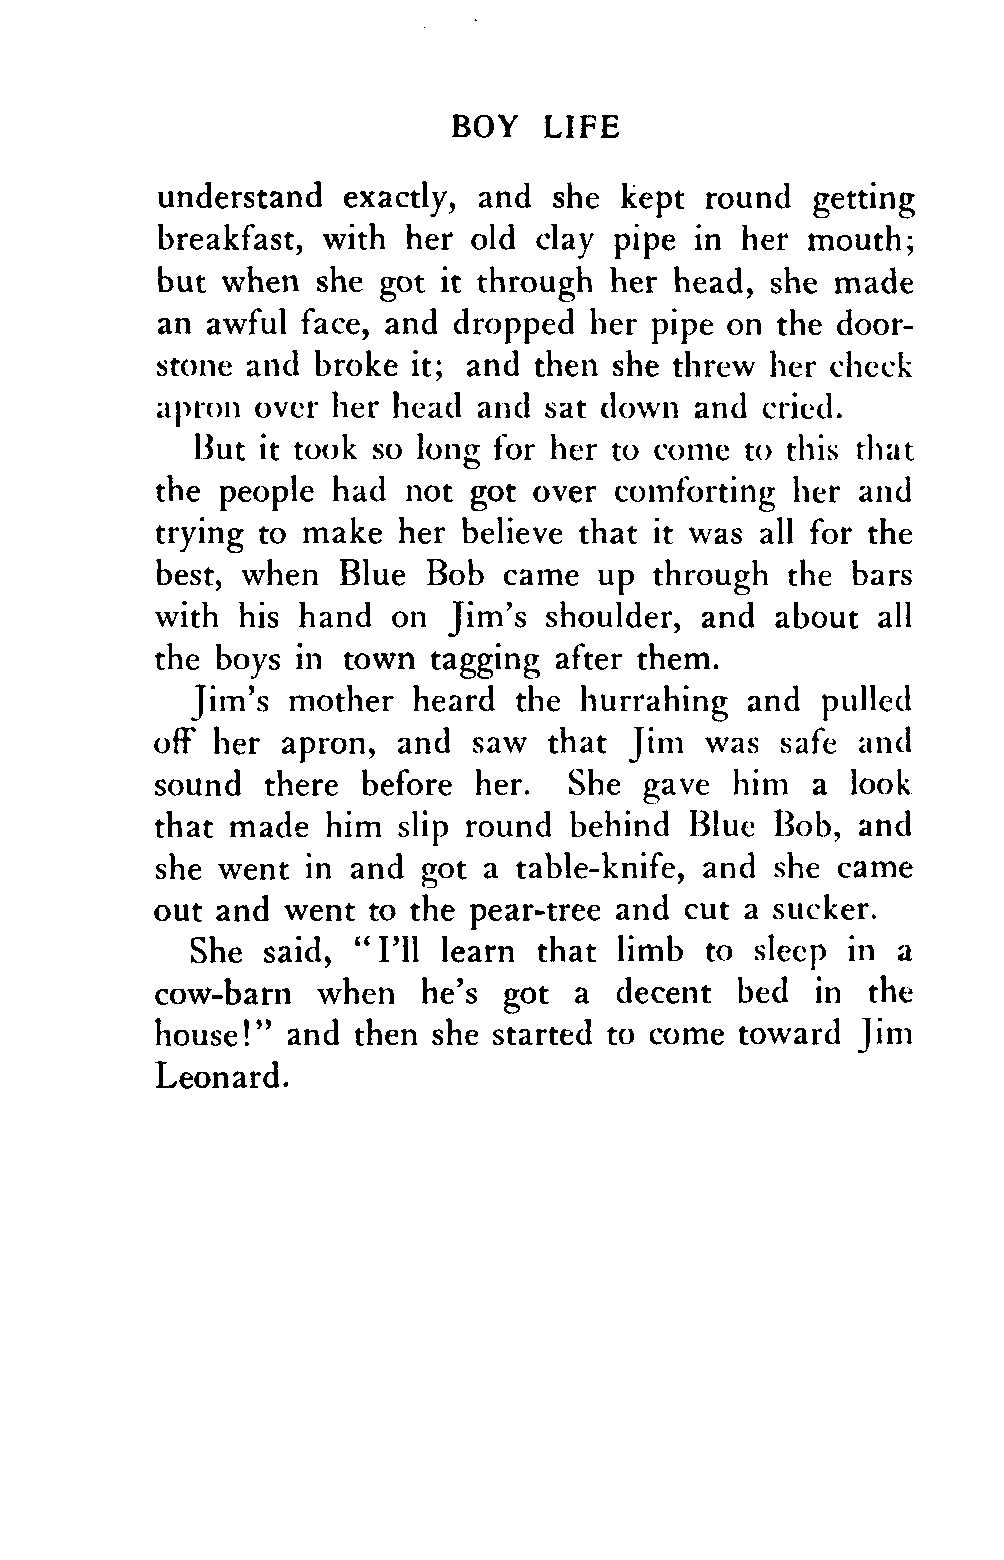 BOY LIFE
understand exactly, and she kept round getting
breakfast, with her old clay pipe in her mouth;
but when she got it through her head, she made
an awful face, and dropped her pipe on the door-
stone and broke it; and then she threw her check
apron over her head and sat down and cried.
But it took so long for her to come to this that
the people had not got over comforting her and
trying to make her believe that it was all for the
best, when Blue Bob came up through the bars
with his hand on Jim's shoulder, and about all
the boys in town tagging after them.
Jim's mother heard the hurrahing and pulled
off her apron, and saw that Jim was safe and
sound there before her. She gave him a look
that made him slip round behind Blue Bob, and
she went in and got a table-knife, and she came
out and went to the pear-tree and cut a sucker.
She said, "I'll learn that limb to sleep in a
cow-barn when he's got a decent bed in the
house!" and then she started to come toward Jim
Leonard.